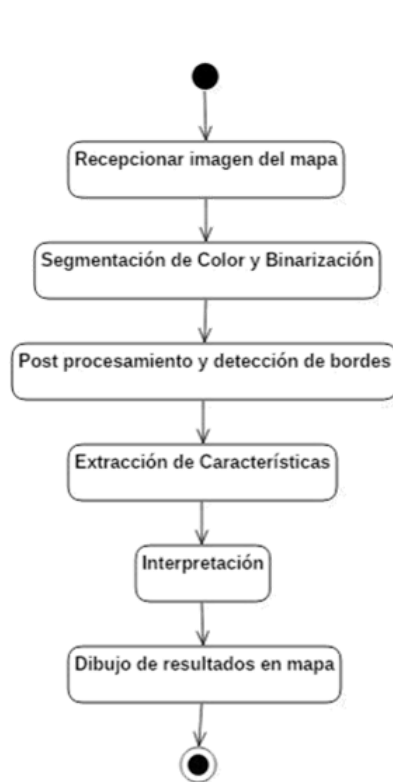 Recepcionar imagen del mapa
Segmentación de Color y Binarización
Post procesamiento y detección de bordes
Extracción de Características
Interpretación
Dibujo de resultados en mapa